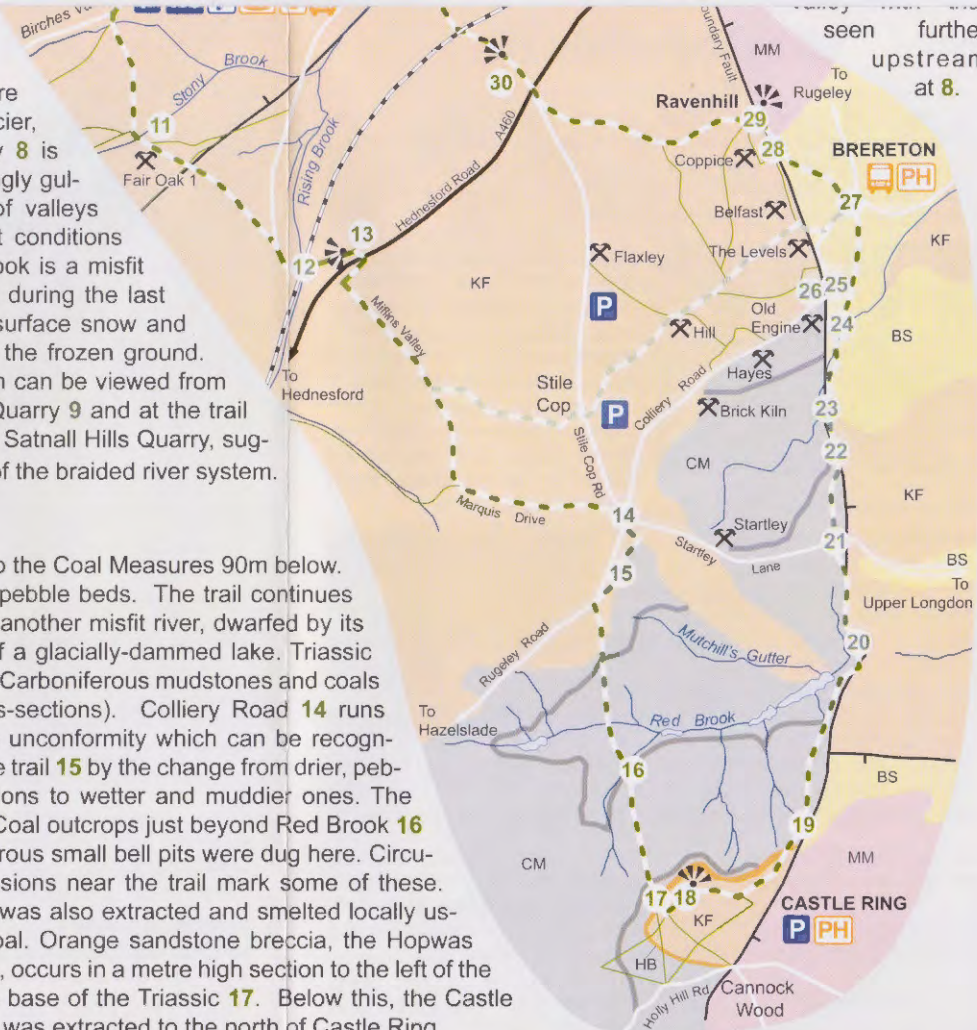 valley with the
seen furthe
upstream
at 8.
re
cier,
y 8 is
gly gul-
of valleys
t conditions
ook is a misfit
during the last
surface snow and
the frozen ground.
n can be viewed from
Quarry 9 and at the trail
Satnall Hills Quarry, sug-
of the braided river system.
o the Coal Measures 90m below.
pebble beds. The trail continues
another misfit river, dwarfed by its
f a glacially-dammed lake. Triassic
Carboniferous mudstones and coals
s-sections). Colliery Road 14 runs
unconformity which can be recogn-
e trail 15 by the change from drier, peb-
ons to wetter and muddier ones. The
Coal outcrops just beyond Red Brook 16
rous small bell pits were dug here. Circu-
sions near the trail mark some of these.
was also extracted and smelted locally us-
oal. Orange sandstone breccia, the Hopwas
, occurs in a metre high section to the left of the
base of the Triassic 17. Below this, the Castle
was extracted to the north of Castle Ring
Birches Va
Stony Brook
11
Fair Oak 1
Rising Brook
12
13
Hednesford Road
A460
To
Hednesford
30
KF
Boundary Fault
MM
To
Rugeley
Ravenhill
29
28
Coppice
BRERETON
PH
27
Belfast
The Levels
KF
Flaxley
P
26
25
Old
Engine
24
BS
Hill
Hayes
Miflins Valley
Stile
Cop
P
Colliery Road
Brick Kiln
23
Stile Cop Rd
CM
22
KF
Marquis Drive
14
Startley
21
Startley Lane
BS
To
Upper Longdon
15
20
Rugeley Road
Mutchill's Gutter
To
Hazelslade
Red Brook
16
BS
19
CM
MM
17
18
KF
CASTLE RING
P
PH
HB
Holly Hill Rd
Cannock
Wood